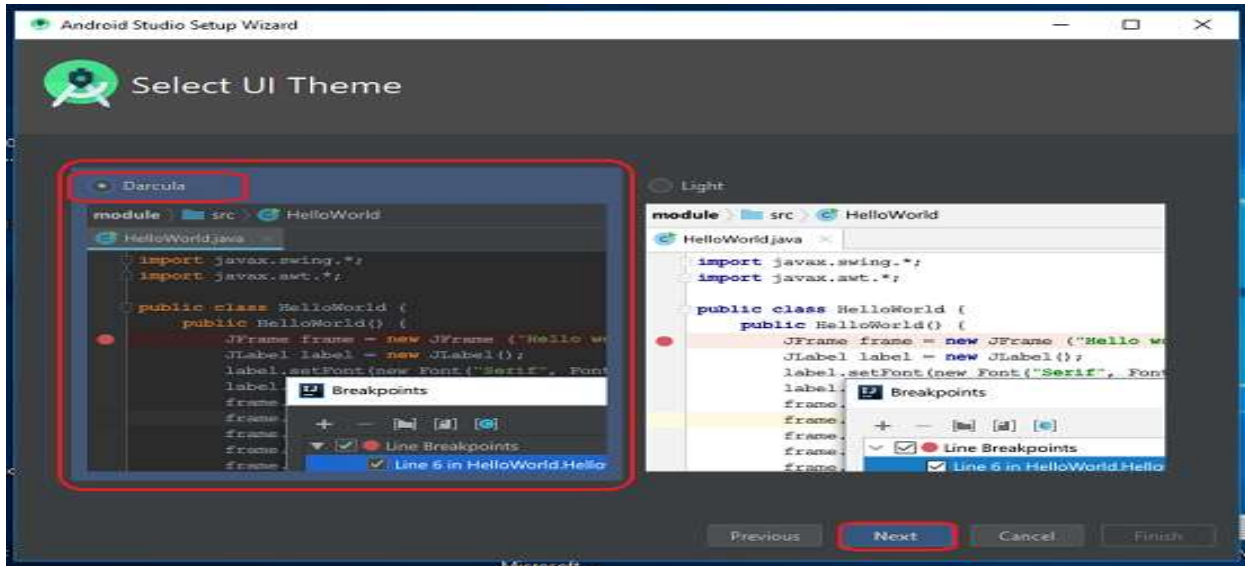 Android Studio Setup Wizard
Select UI Theme
Darcula
module src HelloWorld
HelloWorld.java
import javax.swing.*;
import javax.awt.*;
public class HelloWorld {
public HelloWorld() {
JFrame frame = new JFrame ("Hello w
JLabel label = new JLabel();
label.setFont(new Font("Serif", Font
label.
frame.
frame.
frame.
frame.
frame.
Breakpoints
Line Breakpoints
Line 6 in HelloWorld.Hello
Light
module src HelloWorld
HelloWorld.java
import javax.swing.*;
import javax.awt.*;
public class HelloWorld {
public HelloWorld() {
JFrame frame = new JFrame ("Hello w
JLabel label = new JLabel();
label.setFont(new Font("Serif", Font
label.
frame.
frame.
frame.
frame.
frame.
Breakpoints
Line Breakpoints
Line 6 in HelloWorld.Hello
Previous Next Cancel Finish